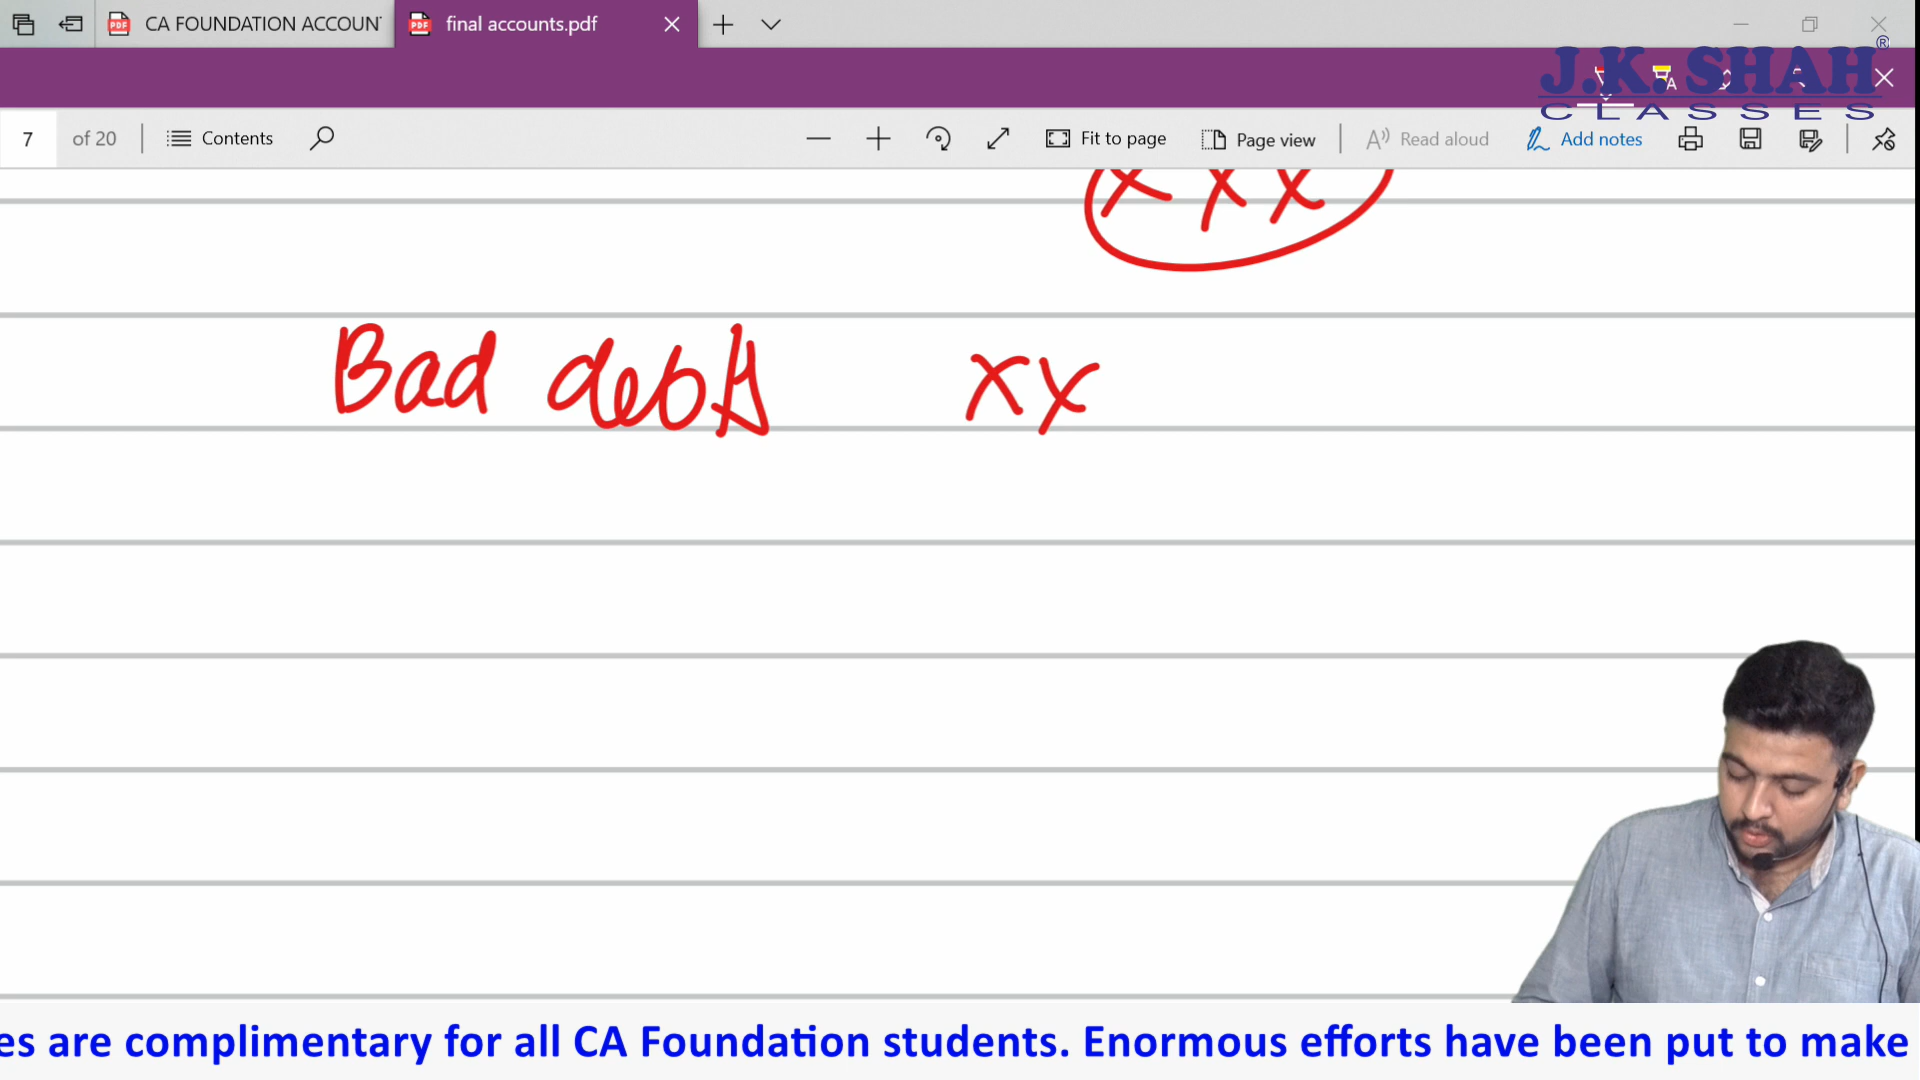 CA FOUNDATION ACCOUN
final accounts.pdf
J.K. SHAH ®
CLASSES
7 of 20 Contents Fit to page Page view Read aloud Add notes
x x x
Bad debts xx
es are complimentary for all CA Foundation students. Enormous efforts have been put to make